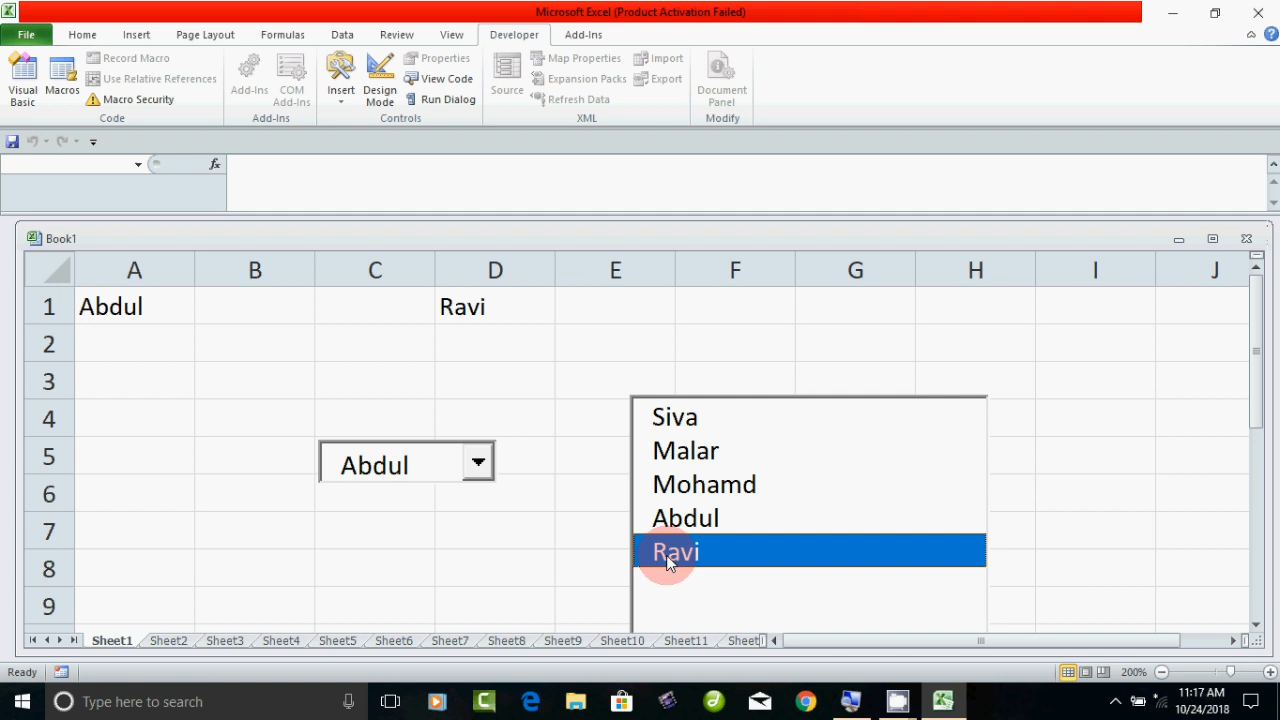 Microsoft Excel (Product Activation Failed)
File Home Insert Page Layout Formulas Data Review View Developer Add-Ins
Visual Basic
Macros
Record Macro
Use Relative References
Macro Security
Code
Add-Ins
COM Add-Ins
Add-Ins
Insert
Design Mode
Properties
View Code
Run Dialog
Controls
Source
Map Properties
Expansion Packs
Refresh Data
Import
Export
XML
Document Panel
Modify
fx
Book1
A B C D E F G H I J
1 Abdul Ravi
2
3
4
5
6
7
8
9
Abdul
Siva
Malar
Mohamd
Abdul
Ravi
Sheet1 Sheet2 Sheet3 Sheet4 Sheet5 Sheet6 Sheet7 Sheet8 Sheet9 Sheet10 Sheet11 Sheet
Ready 200%
Type here to search
11:17 AM
10/24/2018